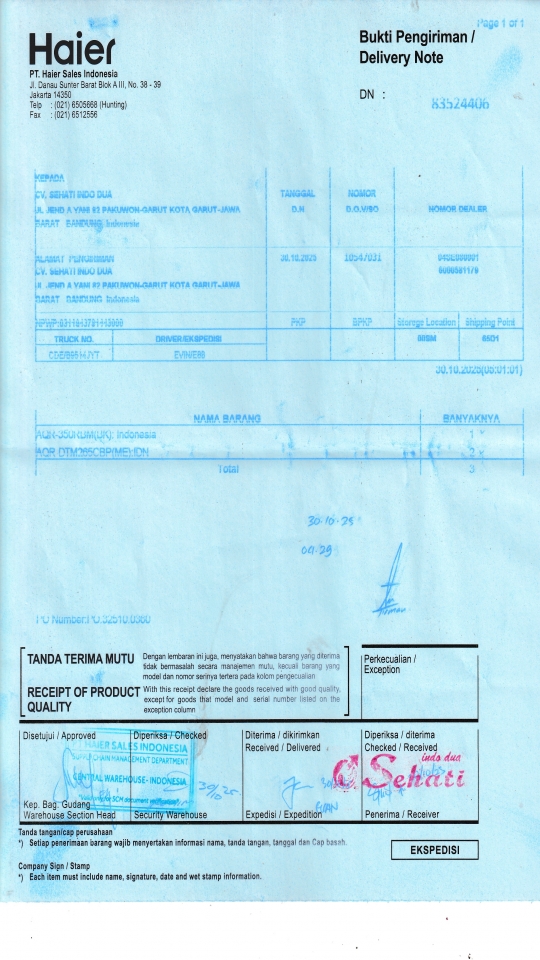 Page 1 of 1
Haier
Bukti Pengiriman /
Delivery Note
PT. Haier Sales Indonesia
Jl. Danau Sunter Barat Blok A III, No. 38 - 39
Jakarta 14350
Telp : (021) 6505668 (Hunting)
Fax : (021) 6512556
DN :
83524406
KEPADA
CV. SEHATI INDO DUA
JL JEND A YANI 63 PAKUWON-GARUT KOTA GARUT-JAWA
BARAT BANDUNG Indonesia
TANGGAL
D.N
NOMOR
D.O./SO
NOMOR DEALER
ALAMAT PENGIRIMAN
CV. SEHATI INDO DUA
JL JEND A YANI 63 PAKUWON-GARUT KOTA GARUT-JAWA
BARAT BANDUNG Indonesia
30.10.2025
10547031
PKP
BPKP
Storage Location
Shipping Point
TRUCK NO.
DRIVER/EKSPEDISI
30.10.2025(06:01:01)
NAMA BARANG
BANYAKNYA
AQR-350RDM(UK): Indonesia
1
2
Total
3
30.10.25
PO Number:PO.32510.0360
TANDA TERIMA MUTU
Dengan lembaran ini juga, menyatakan bahwa barang yang diterima
tidak bermasalah secara manajemen mutu, kecuali barang yang
model dan nomor serinya tertera pada kolom pengecualian
RECEIPT OF PRODUCT
QUALITY
With this receipt declare the goods received with good quality,
except for goods that model and serial number listed on the
exception column
Perkecualian /
Exception
Disetujui / Approved
Diperiksa / Checked
Diterima / dikirimkan
Received / Delivered
Diperiksa / diterima
Checked / Received
HAIER SALES INDONESIA
SUPPLY CHAIN MANAGEMENT DEPARTMENT
CENTRAL WAREHOUSE- INDONESIA
indo dua
Sehati
Kep. Bag. Gudang
Warehouse Section Head
Security Warehouse
Expedisi / Expedition
Penerima / Receiver
Tanda tangan/cap perusahaan
*) Setiap penerimaan barang wajib menyertakan informasi nama, tanda tangan, tanggal dan Cap basah.
EKSPEDISI
Company Sign / Stamp
*) Each item must include name, signature, date and wet stamp information.